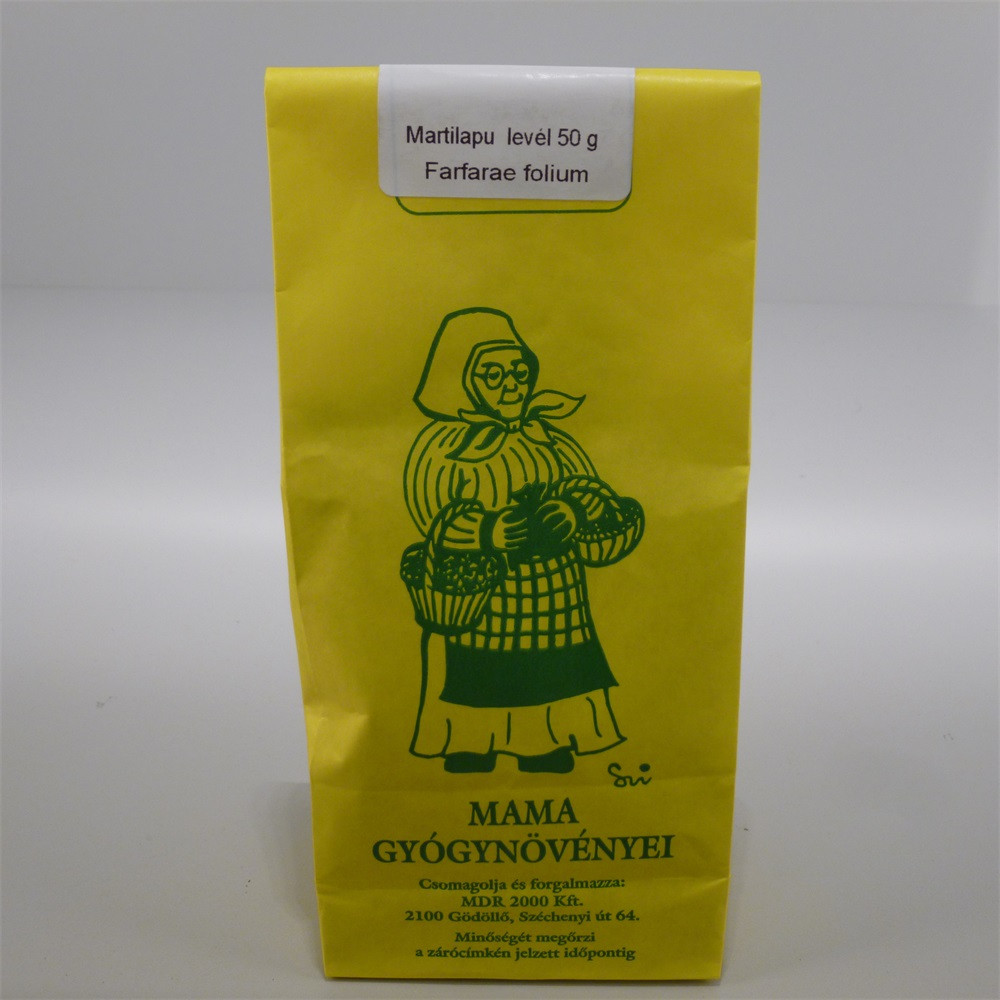 Martilapu levél 50 g
Farfarae folium
Sri
MAMA
GYÓGYNÖVÉNYEI
Csomagolja és forgalmazza:
MDR 2000 Kft.
2100 Gödöllő, Széchenyi út 64.
Minőségét megőrzi
a zárócímkén jelzett időpontig